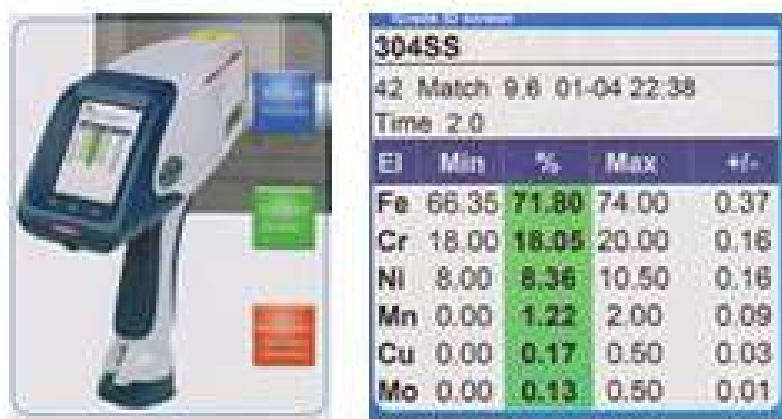 304SS
42 Match 9.6 01-04 22:38
Time 2.0
El Min % Max +/-
Fe 66.35 71.80 74.00 0.37
Cr 18.00 18.05 20.00 0.16
Ni 8.00 8.36 10.50 0.16
Mn 0.00 1.22 2.00 0.09
Cu 0.00 0.17 0.50 0.03
Mo 0.00 0.13 0.50 0.01